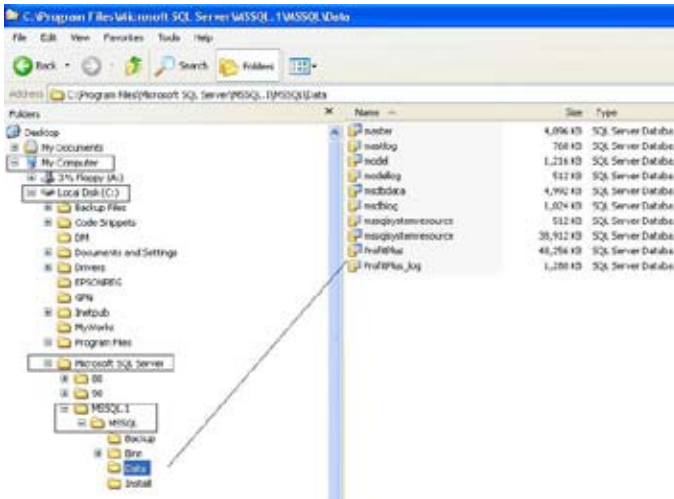 C:\Program Files\Microsoft SQL Server\MSSQL.1\MSSQL\Data
File Edit View Favorites Tools Help
Back Search Folders
Address C:\Program Files\Microsoft SQL Server\MSSQL.1\MSSQL\Data
Folders
Desktop
My Documents
My Computer
3½ Floppy (A:)
Local Disk (C:)
Backup Files
Code Snippets
Documents and Settings
Drivers
EPSONREG
Inetpub
MyWorks
Program Files
Microsoft SQL Server
80
90
MSSQL.1
MSSQL
Backup
Binn
Data
Install
Name Size Type
master 4,096 KB SQL Server Databa
mastlog 768 KB SQL Server Databa
model 1,216 KB SQL Server Databa
modellog 512 KB SQL Server Databa
msdbdata 4,992 KB SQL Server Databa
msdblog 1,024 KB SQL Server Databa
mssqlsystemresource 512 KB SQL Server Databa
mssqlsystemresource 38,912 KB SQL Server Databa
ProfitPlus SQL Server Databa
ProfitPlus_log 1,280 KB SQL Server Databa